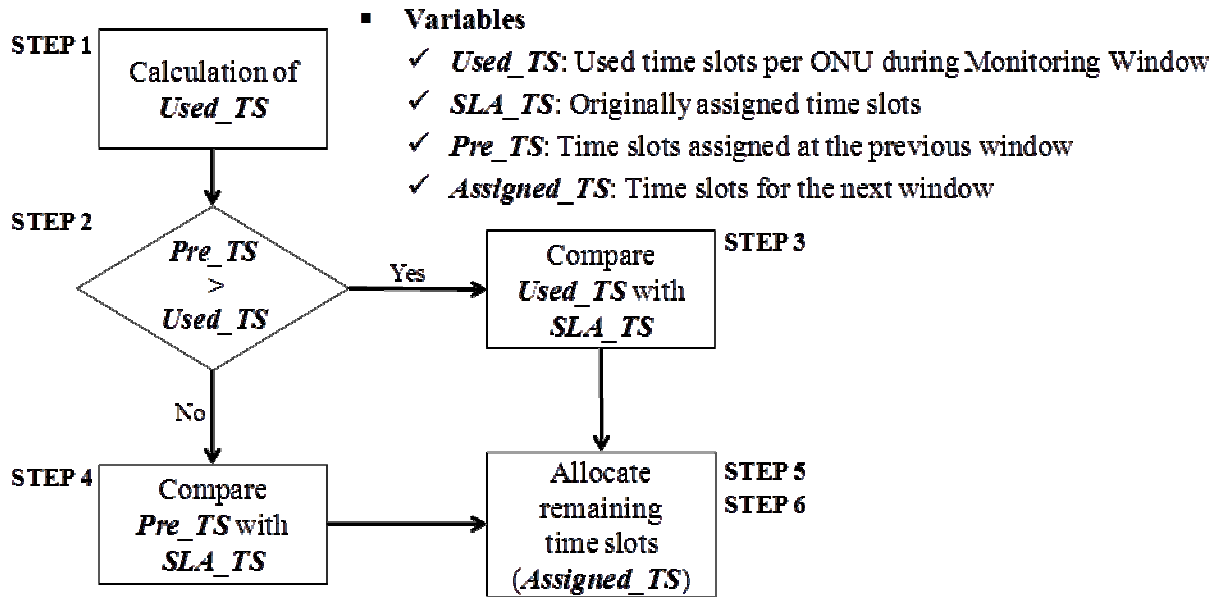 ▪ Variables
✓ Used_TS: Used time slots per ONU during Monitoring Window
✓ SLA_TS: Originally assigned time slots
✓ Pre_TS: Time slots assigned at the previous window
✓ Assigned_TS: Time slots for the next window
STEP 1
Calculation of
Used_TS
STEP 2
Pre_TS
>
Used_TS
Yes
No
STEP 3
Compare
Used_TS with
SLA_TS
STEP 4
Compare
Pre_TS with
SLA_TS
Allocate
remaining
time slots
(Assigned_TS)
STEP 5
STEP 6